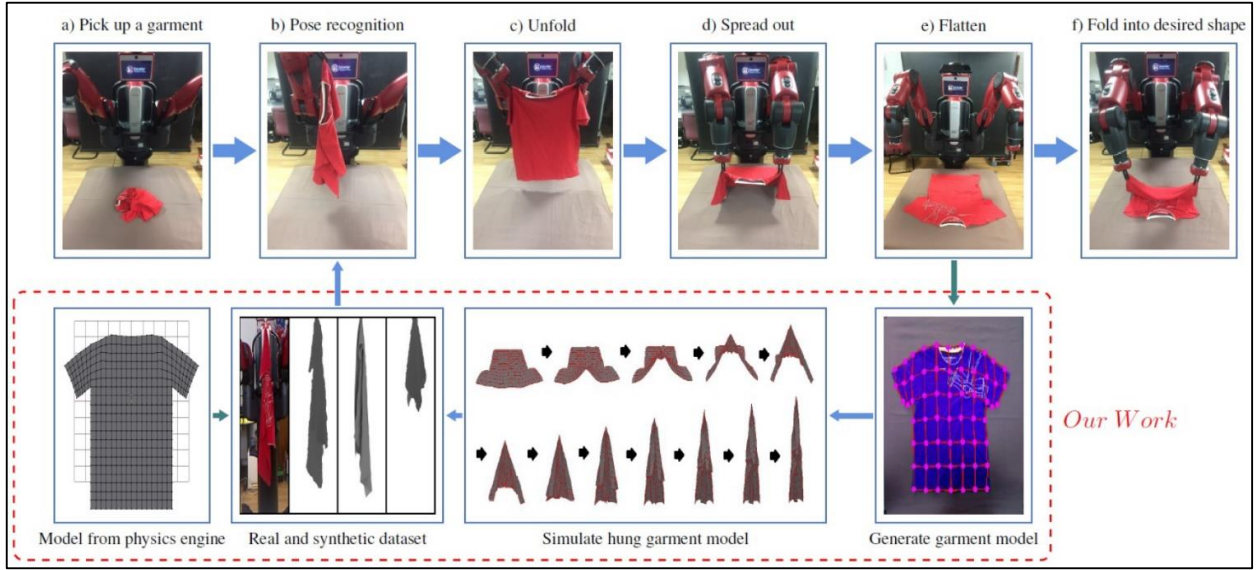 a) Pick up a garment
b) Pose recognition
c) Unfold
d) Spread out
e) Flatten
f) Fold into desired shape
Our Work
Model from physics engine
Real and synthetic dataset
Simulate hung garment model
Generate garment model